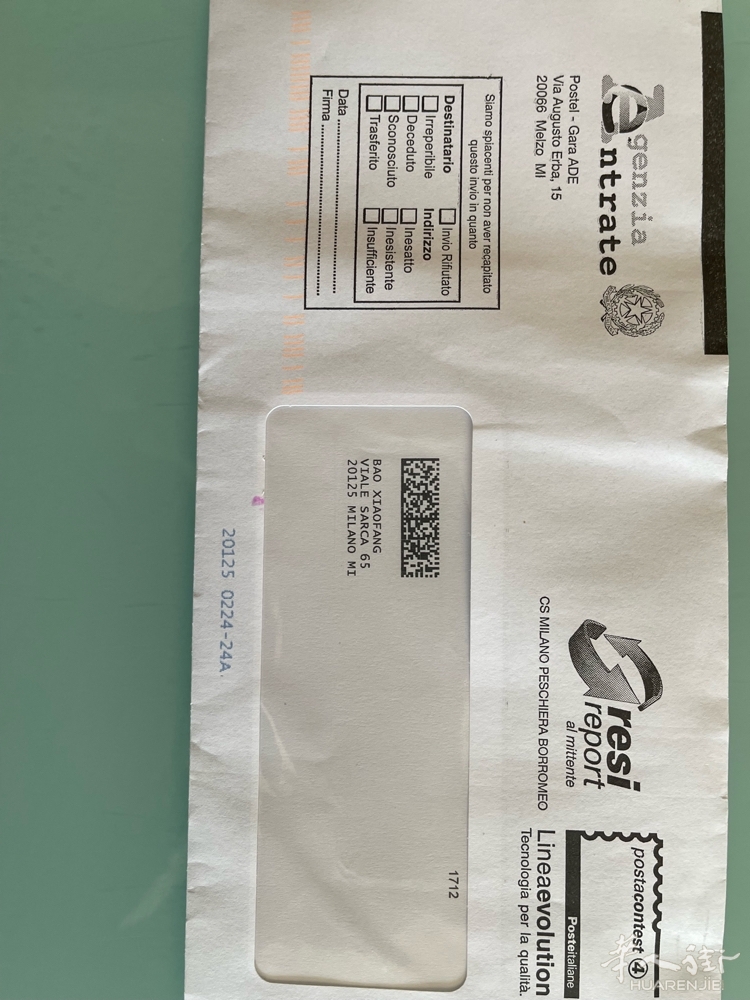 Agenzia
Entrate
Postel - Gara ADE
Via Augusto Erba, 15
20066 Melzo MI
Siamo spiacenti per non aver recapitato
questo invio in quanto
Destinatario
Irreperibile
Deceduto
Sconosciuto
Trasferito
Invio Rifiutato
Indirizzo
Inesatto
Inesistente
Insufficiente
Data
Firma
resi
report
al mittente
CS MILANO PESCHIERA BORROMEO
postacontest 4
Posteitaliane
Lineaevolution
Tecnologia per la qualità.
1712
BAO XIAOFANG
VIALE SARCA 65
20125 MILANO MI
20125 0224-24A.
华人街
HUARENJIE